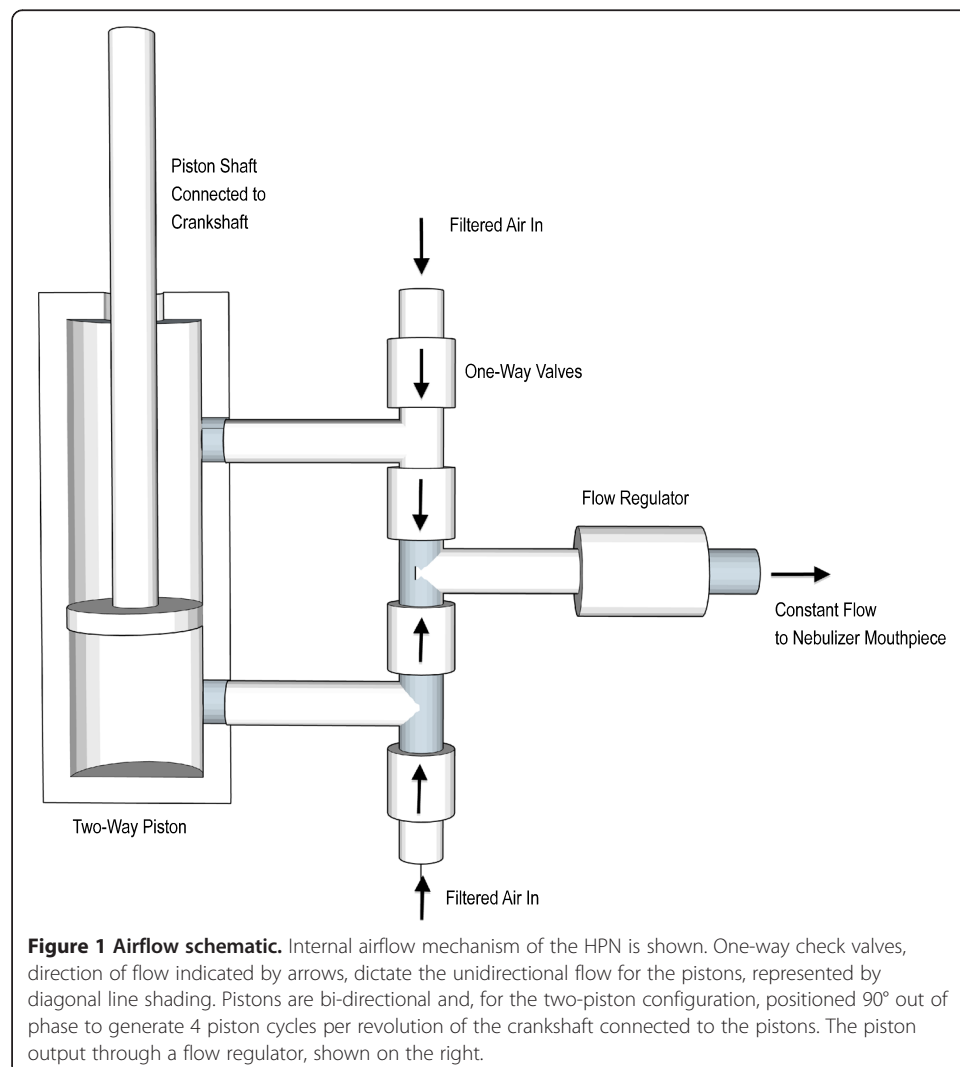 Piston Shaft
Connected to
Crankshaft
Filtered Air In
One-Way Valves
Flow Regulator
Constant Flow
to Nebulizer Mouthpiece
Two-Way Piston
Filtered Air In
Figure 1 Airflow schematic. Internal airflow mechanism of the HPN is shown. One-way check valves,
direction of flow indicated by arrows, dictate the unidirectional flow for the pistons, represented by
diagonal line shading. Pistons are bi-directional and, for the two-piston configuration, positioned 90° out of
phase to generate 4 piston cycles per revolution of the crankshaft connected to the pistons. The piston
output through a flow regulator, shown on the right.